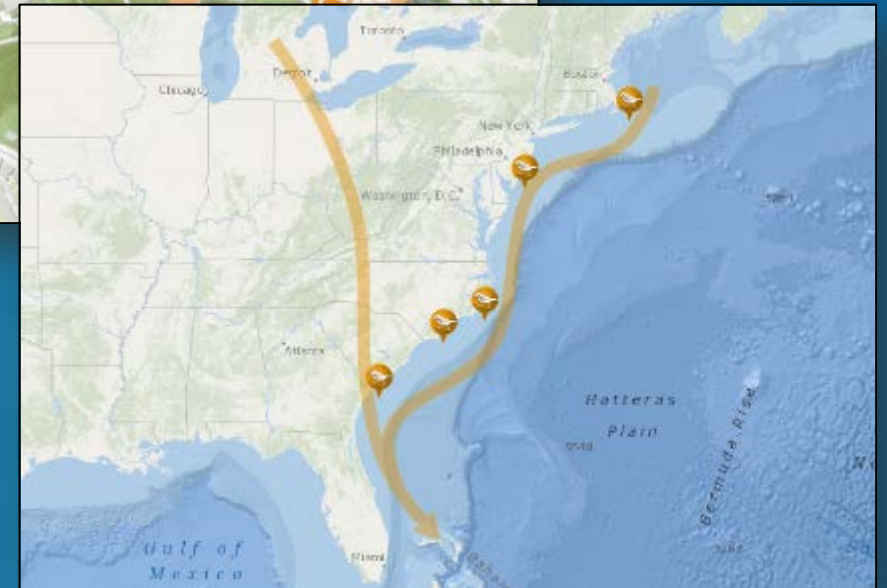 Toronto
Detroit
Boston
Chicago
New York
Philadelphia
Washington, D.C.
Atlanta
Hatteras
Plain
Bermuda Rise
Gulf of
Mexico
Miami